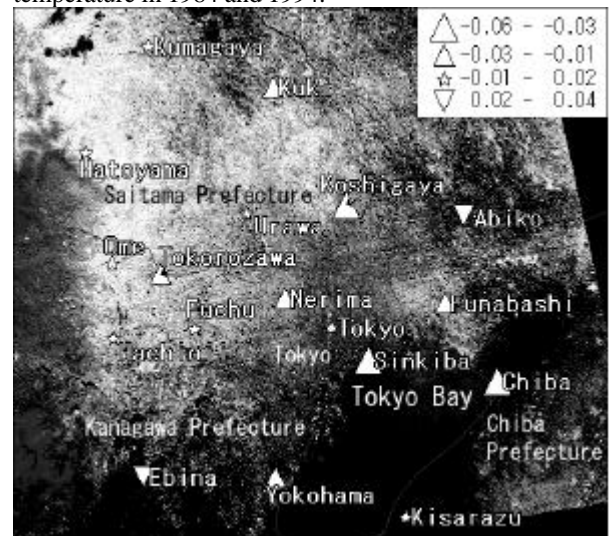 temperature in 1984 and 1994.
-0.06 - -0.03
-0.03 - -0.01
-0.01 - 0.02
0.02 - 0.04
Kumagaya
Kuki
Hatoyama
Saitama Prefecture
Koshigaya
Urawa
Abiko
Ome
Tokorozawa
Nerima
Funabashi
Fuchu
Tokyo
Tokyo
Sinkiba
Chiba
Tokyo Bay
Kanagawa Prefecture
Chiba
Prefecture
Ebina
Yokohama
Kisarazu